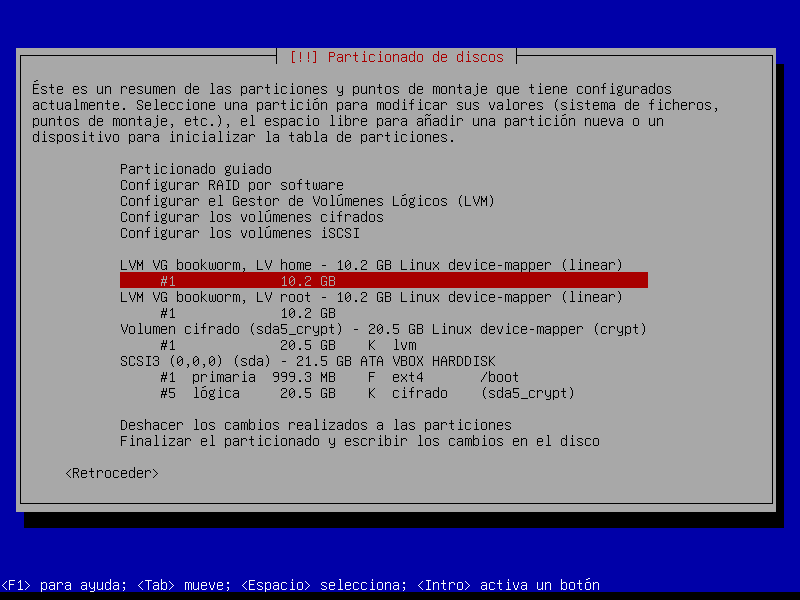 [!!] Particionado de discos
Éste es un resumen de las particiones y puntos de montaje que tiene configurados
actualmente. Seleccione una partición para modificar sus valores (sistema de ficheros,
puntos de montaje, etc.), el espacio libre para añadir una partición nueva o un
dispositivo para inicializar la tabla de particiones.
Particionado guiado
Configurar RAID por software
Configurar el Gestor de Volúmenes Lógicos (LVM)
Configurar los volúmenes cifrados
Configurar los volúmenes iSCSI
LVM VG bookworm, LV home - 10.2 GB Linux device-mapper (linear)
#1 10.2 GB
LVM VG bookworm, LV root - 10.2 GB Linux device-mapper (linear)
#1 10.2 GB
Volumen cifrado (sda5_crypt) - 20.5 GB Linux device-mapper (crypt)
#1 20.5 GB K lvm
SCSI3 (0,0,0) (sda) - 21.5 GB ATA VBOX HARDDISK
#1 primaria 999.3 MB F ext4 /boot
#5 lógica 20.5 GB K cifrado (sda5_crypt)
Deshacer los cambios realizados a las particiones
Finalizar el particionado y escribir los cambios en el disco
<Retroceder>
<F1> para ayuda; <Tab> mueve; <Espacio> selecciona; <Intro> activa un botón